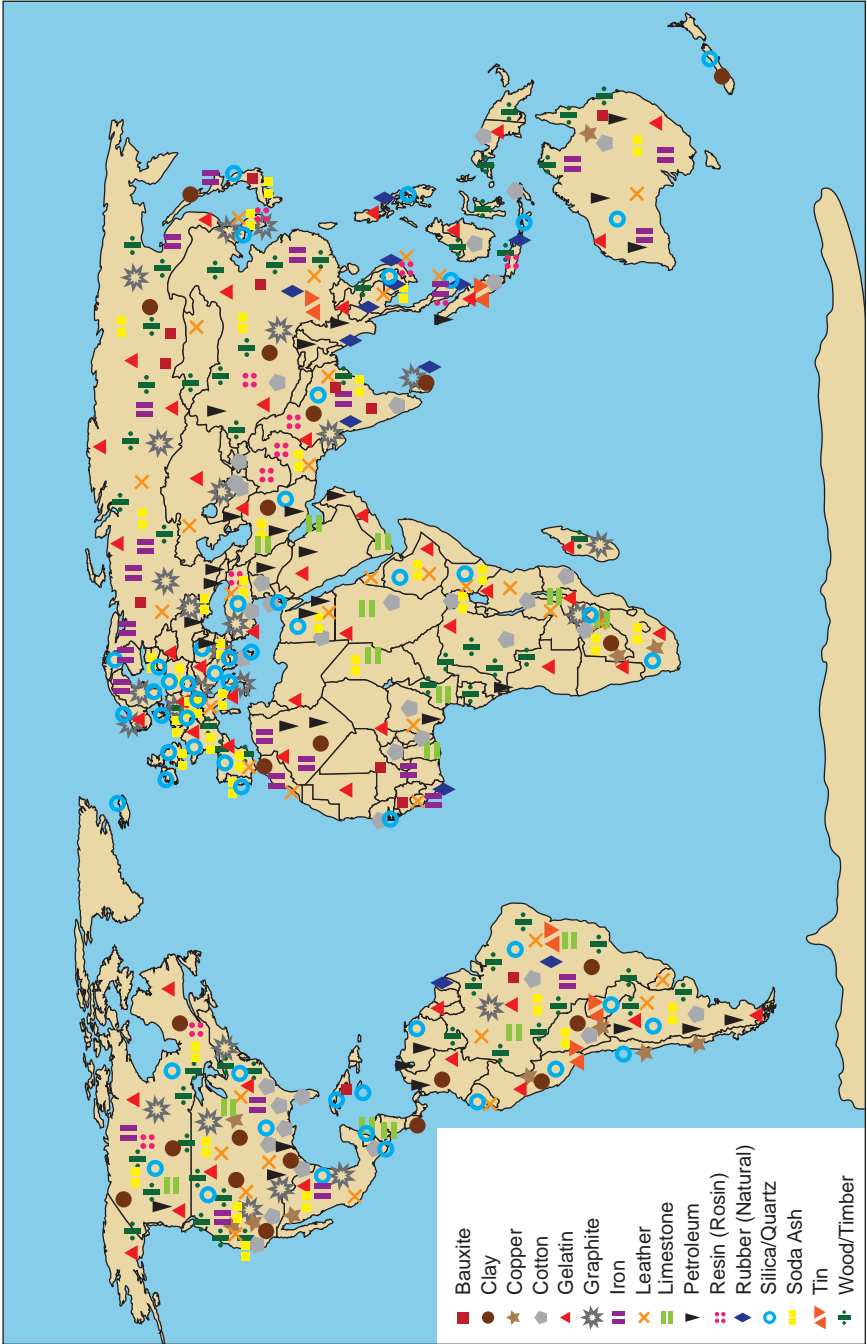 Bauxite
Clay
Copper
Cotton
Gelatin
Graphite
Iron
Leather
Limestone
Petroleum
Resin (Rosin)
Rubber (Natural)
Silica/Quartz
Soda Ash
Tin
Wood/Timber